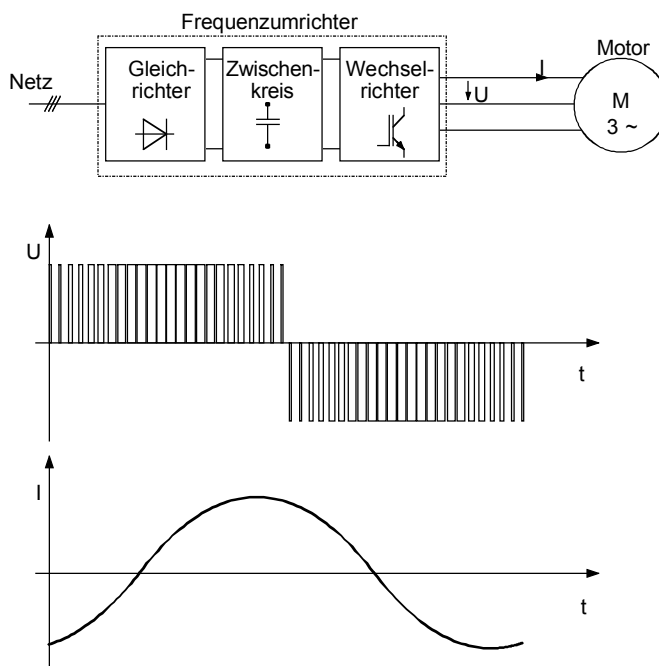 Frequenzumrichter
Netz
Gleich-
richter
Zwischen-
kreis
Wechsel-
richter
I
U
Motor
M
3 ~
U
t
I
t